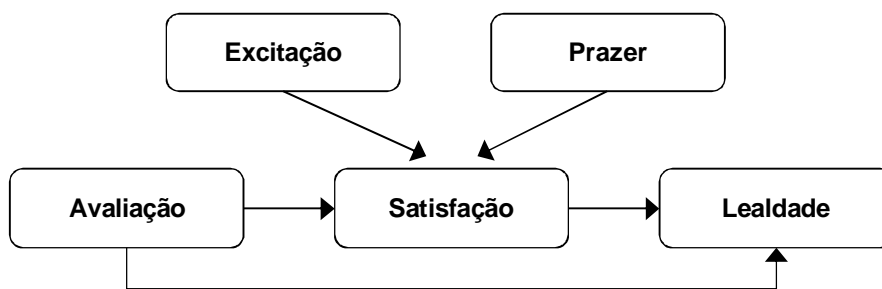 Excitação
Prazer
Avaliação
Satisfação
Lealdade